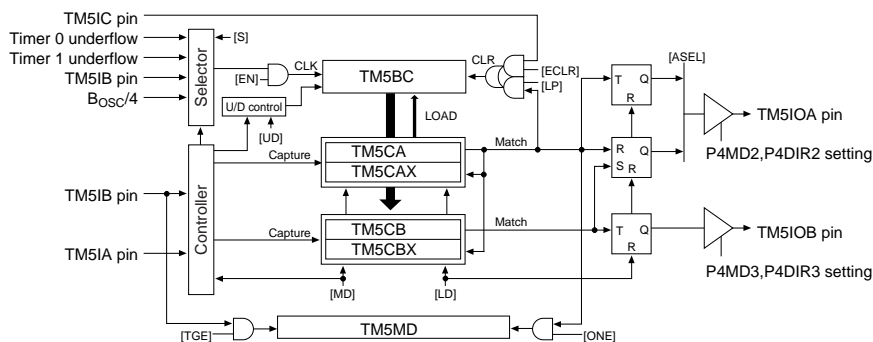 TM5IC pin
Timer 0 underflow
Timer 1 underflow
TM5IB pin
BOSC/4
Selector
[S]
[EN]
CLK
U/D control
[UD]
TM5BC
LOAD
CLR
[ECLR]
[LP]
T Q
R
[ASEL]
TM5IOA pin
P4MD2,P4DIR2 setting
TM5IB pin
TM5IA pin
Controller
Capture
TM5CA
TM5CAX
Match
R
S
R
Q
Capture
TM5CB
TM5CBX
Match
T Q
R
TM5IOB pin
P4MD3,P4DIR3 setting
[MD]
[LD]
[TGE]
TM5MD
[ONE]